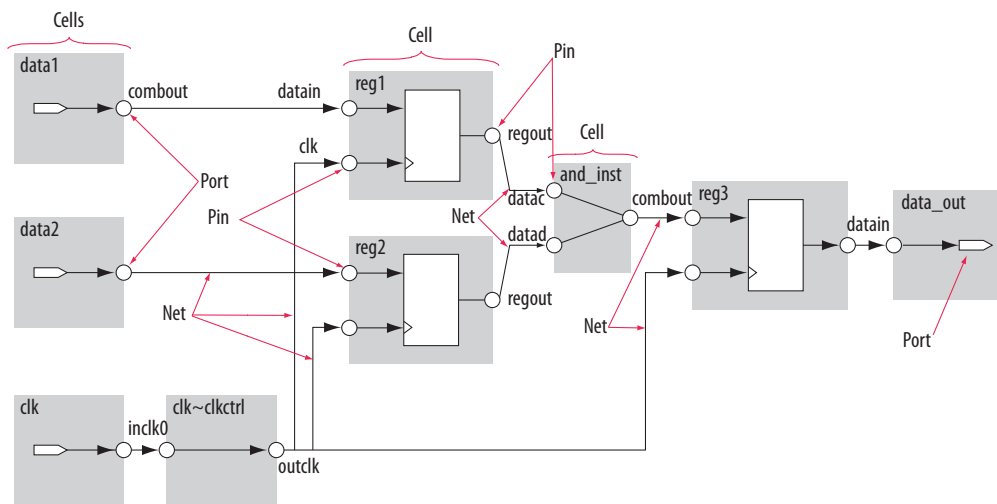 Cells
Cell
Pin
data1
combout
datain
reg1
regout
clk
Cell
and_inst
Port
Pin
Net
datac
combout
reg3
data_out
data2
reg2
datad
datain
regout
Net
Net
Port
clk
inclk0
clk~clkctrl
outclk